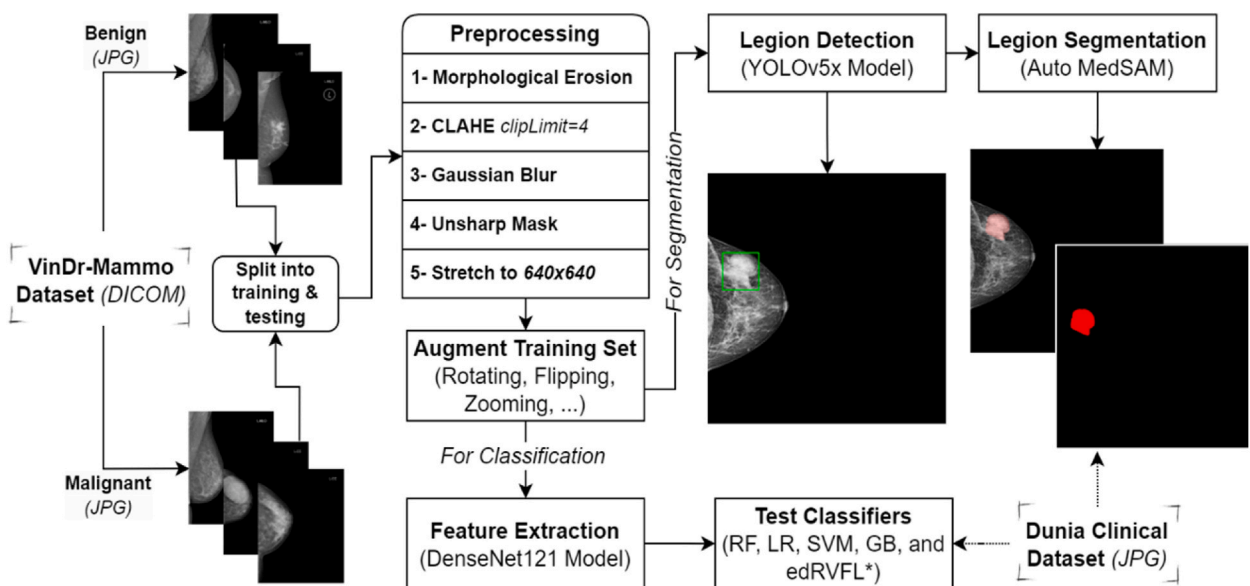 Benign
(JPG)
VinDr-Mammo
Dataset (DICOM)
Malignant
(JPG)
Split into
training &
testing
Preprocessing
1- Morphological Erosion
2- CLAHE clipLimit=4
3- Gaussian Blur
4- Unsharp Mask
5- Stretch to 640x640
Augment Training Set
(Rotating, Flipping,
Zooming, ...)
For Segmentation
For Classification
Legion Detection
(YOLOv5x Model)
Legion Segmentation
(Auto MedSAM)
Feature Extraction
(DenseNet121 Model)
Test Classifiers
(RF, LR, SVM, GB, and
edRVFL*)
Dunia Clinical
Dataset (JPG)
L